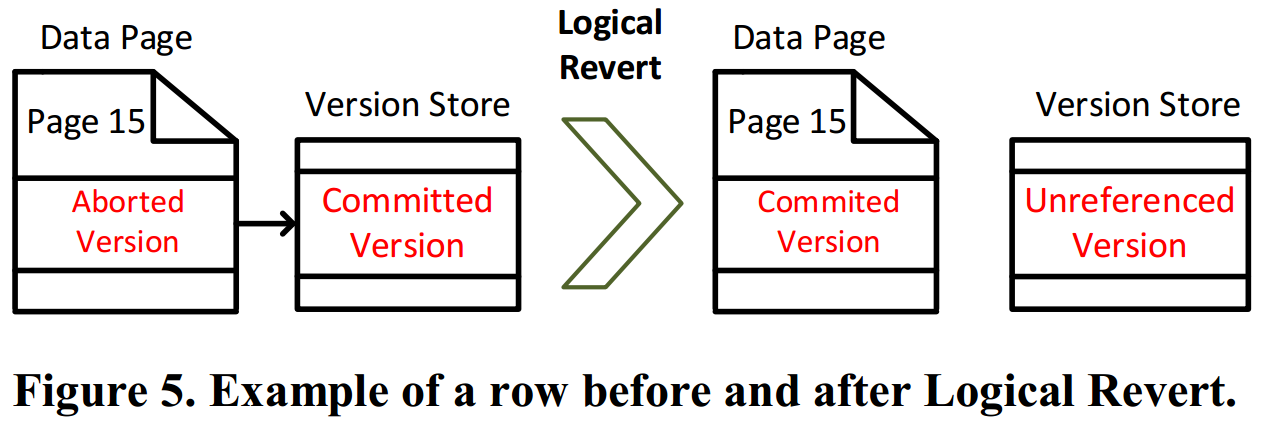 Data Page
Page 15
Aborted
Version
Version Store
Committed
Version
Logical
Revert
Data Page
Page 15
Commited
Version
Version Store
Unreferenced
Version
Figure 5. Example of a row before and after Logical Revert.